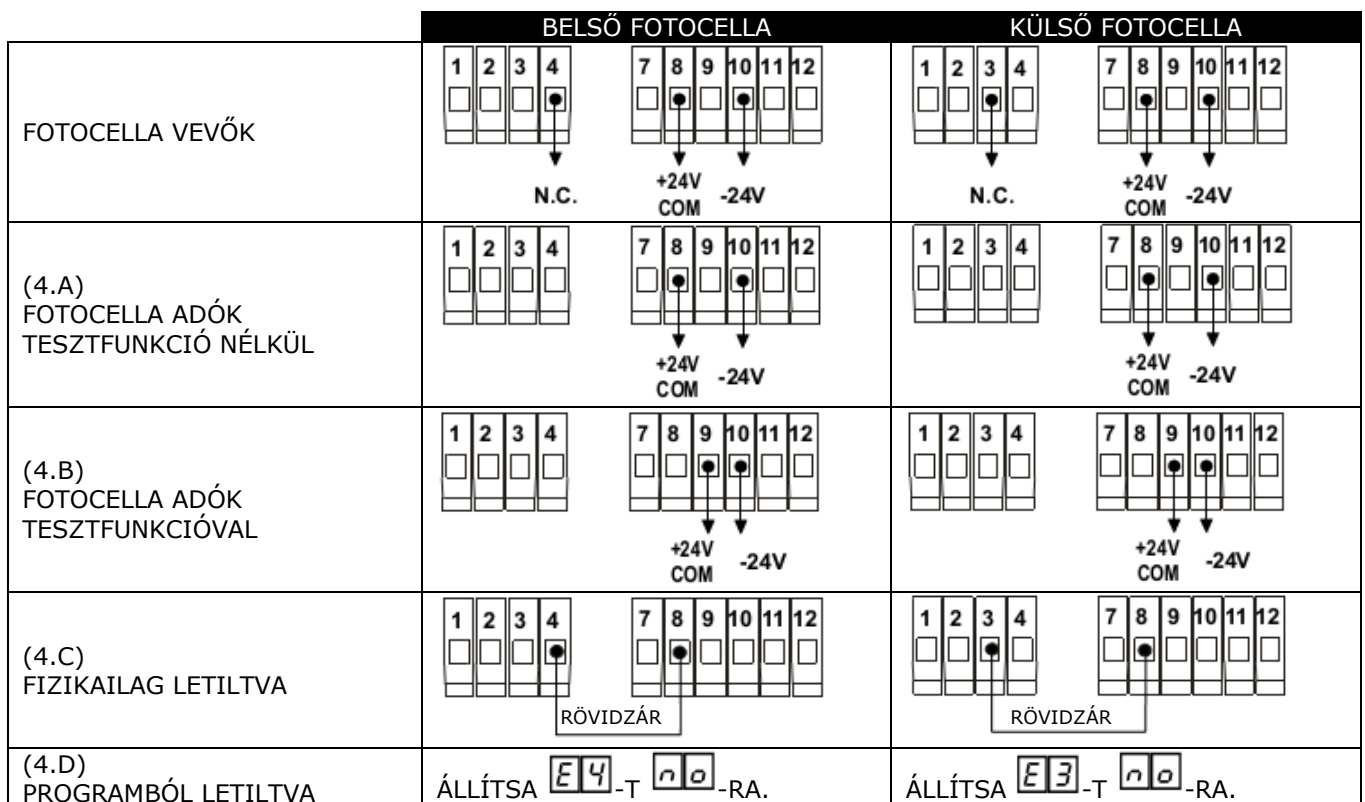 BELSŐ FOTOCELLA KÜLSŐ FOTOCELLA
FOTOCELLA VEVŐK
1 2 3 4 7 8 9 10 11 12
N.C. +24V COM -24V
1 2 3 4 7 8 9 10 11 12
N.C. +24V COM -24V
(4.A)
FOTOCELLA ADÓK
TESZTFUNKCIÓ NÉLKÜL
1 2 3 4 7 8 9 10 11 12
+24V COM -24V
1 2 3 4 7 8 9 10 11 12
+24V COM -24V
(4.B)
FOTOCELLA ADÓK
TESZTFUNKCIÓVAL
1 2 3 4 7 8 9 10 11 12
+24V COM -24V
1 2 3 4 7 8 9 10 11 12
+24V COM -24V
(4.C)
FIZIKAILAG LETILTVA
1 2 3 4 7 8 9 10 11 12
RÖVIDZÁR
1 2 3 4 7 8 9 10 11 12
RÖVIDZÁR
(4.D)
PROGRAMBÓL LETILTVA
ÁLLÍTSA E4-T no-RA.
ÁLLÍTSA E3-T no-RA.